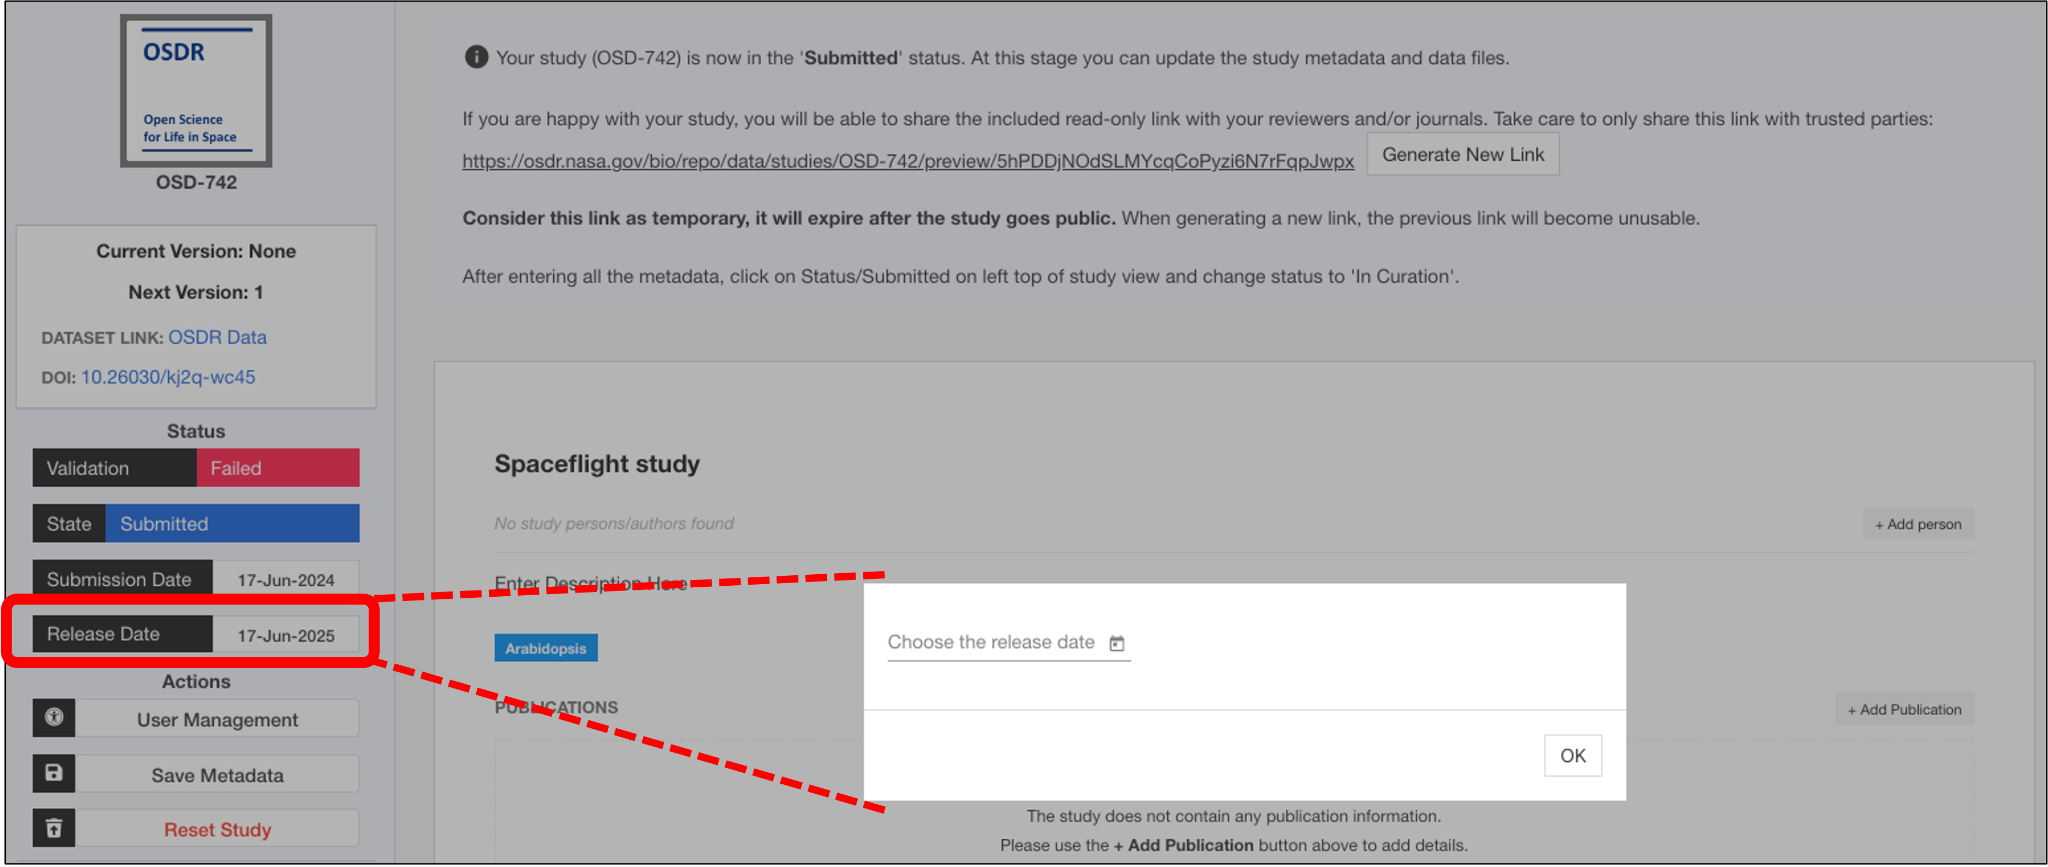 OSDR
Open Science
for Life in Space
OSD-742
Current Version: None
Next Version: 1
DATASET LINK: OSDR Data
DOI: 10.26030/kj2q-wc45
Status
Validation Failed
State Submitted
Submission Date 17-Jun-2024
Release Date 17-Jun-2025
Actions
User Management
Save Metadata
Reset Study
Your study (OSD-742) is now in the 'Submitted' status. At this stage you can update the study metadata and data files.
If you are happy with your study, you will be able to share the included read-only link with your reviewers and/or journals. Take care to only share this link with trusted parties:
https://osdr.nasa.gov/bio/repo/data/studies/OSD-742/preview/5hPDDjNOdSLMYcqCoPyzi6N7rFqpJwpx Generate New Link
Consider this link as temporary, it will expire after the study goes public. When generating a new link, the previous link will become unusable.
After entering all the metadata, click on Status/Submitted on left top of study view and change status to 'In Curation'.
Spaceflight study
No study persons/authors found + Add person
Enter Description Here
Arabidopsis
PUBLICATIONS + Add Publication
Choose the release date
OK
The study does not contain any publication information.
Please use the + Add Publication button above to add details.